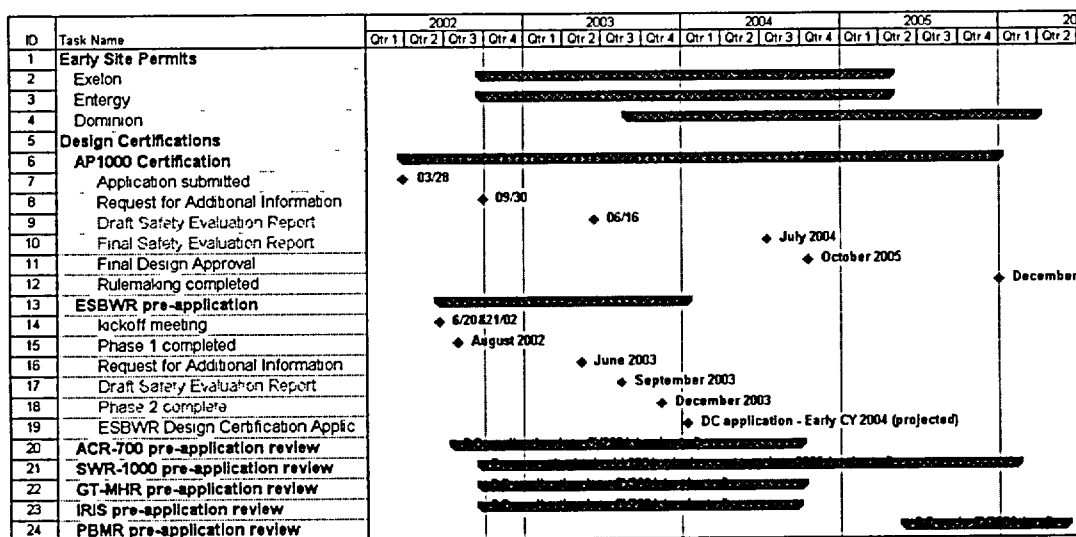 2002 2003 2004 2005 20
ID Task Name Qtr 1 Qtr 2 Qtr 3 Qtr 4 Qtr 1 Qtr 2 Qtr 3 Qtr 4 Qtr 1 Qtr 2 Qtr 3 Qtr 4 Qtr 1 Qtr 2 Qtr 3 Qtr 4 Qtr 1 Qtr 2
1 Early Site Permits
2 Exelon
3 Entergy
4 Dominion
5 Design Certifications
6 AP1000 Certification
7 Application submitted 03/28
8 Request for Additional Information 09/30
9 Draft Safety Evaluation Report 06/16
10 Final Safety Evaluation Report July 2004
11 Final Design Approval October 2005
12 Rulemaking completed December
13 ESBWR pre-application
14 kickoff meeting 6/20&21/02
15 Phase 1 completed August 2002
16 Request for Additional Information June 2003
17 Draft Safety Evaluation Report September 2003
18 Phase 2 complete December 2003
19 ESBWR Design Certification Applic DC application - Early CY 2004 (projected)
20 ACR-700 pre-application review
21 SWR-1000 pre-application review
22 GT-MHR pre-application review
23 IRIS pre-application review
24 PBMR pre-application review